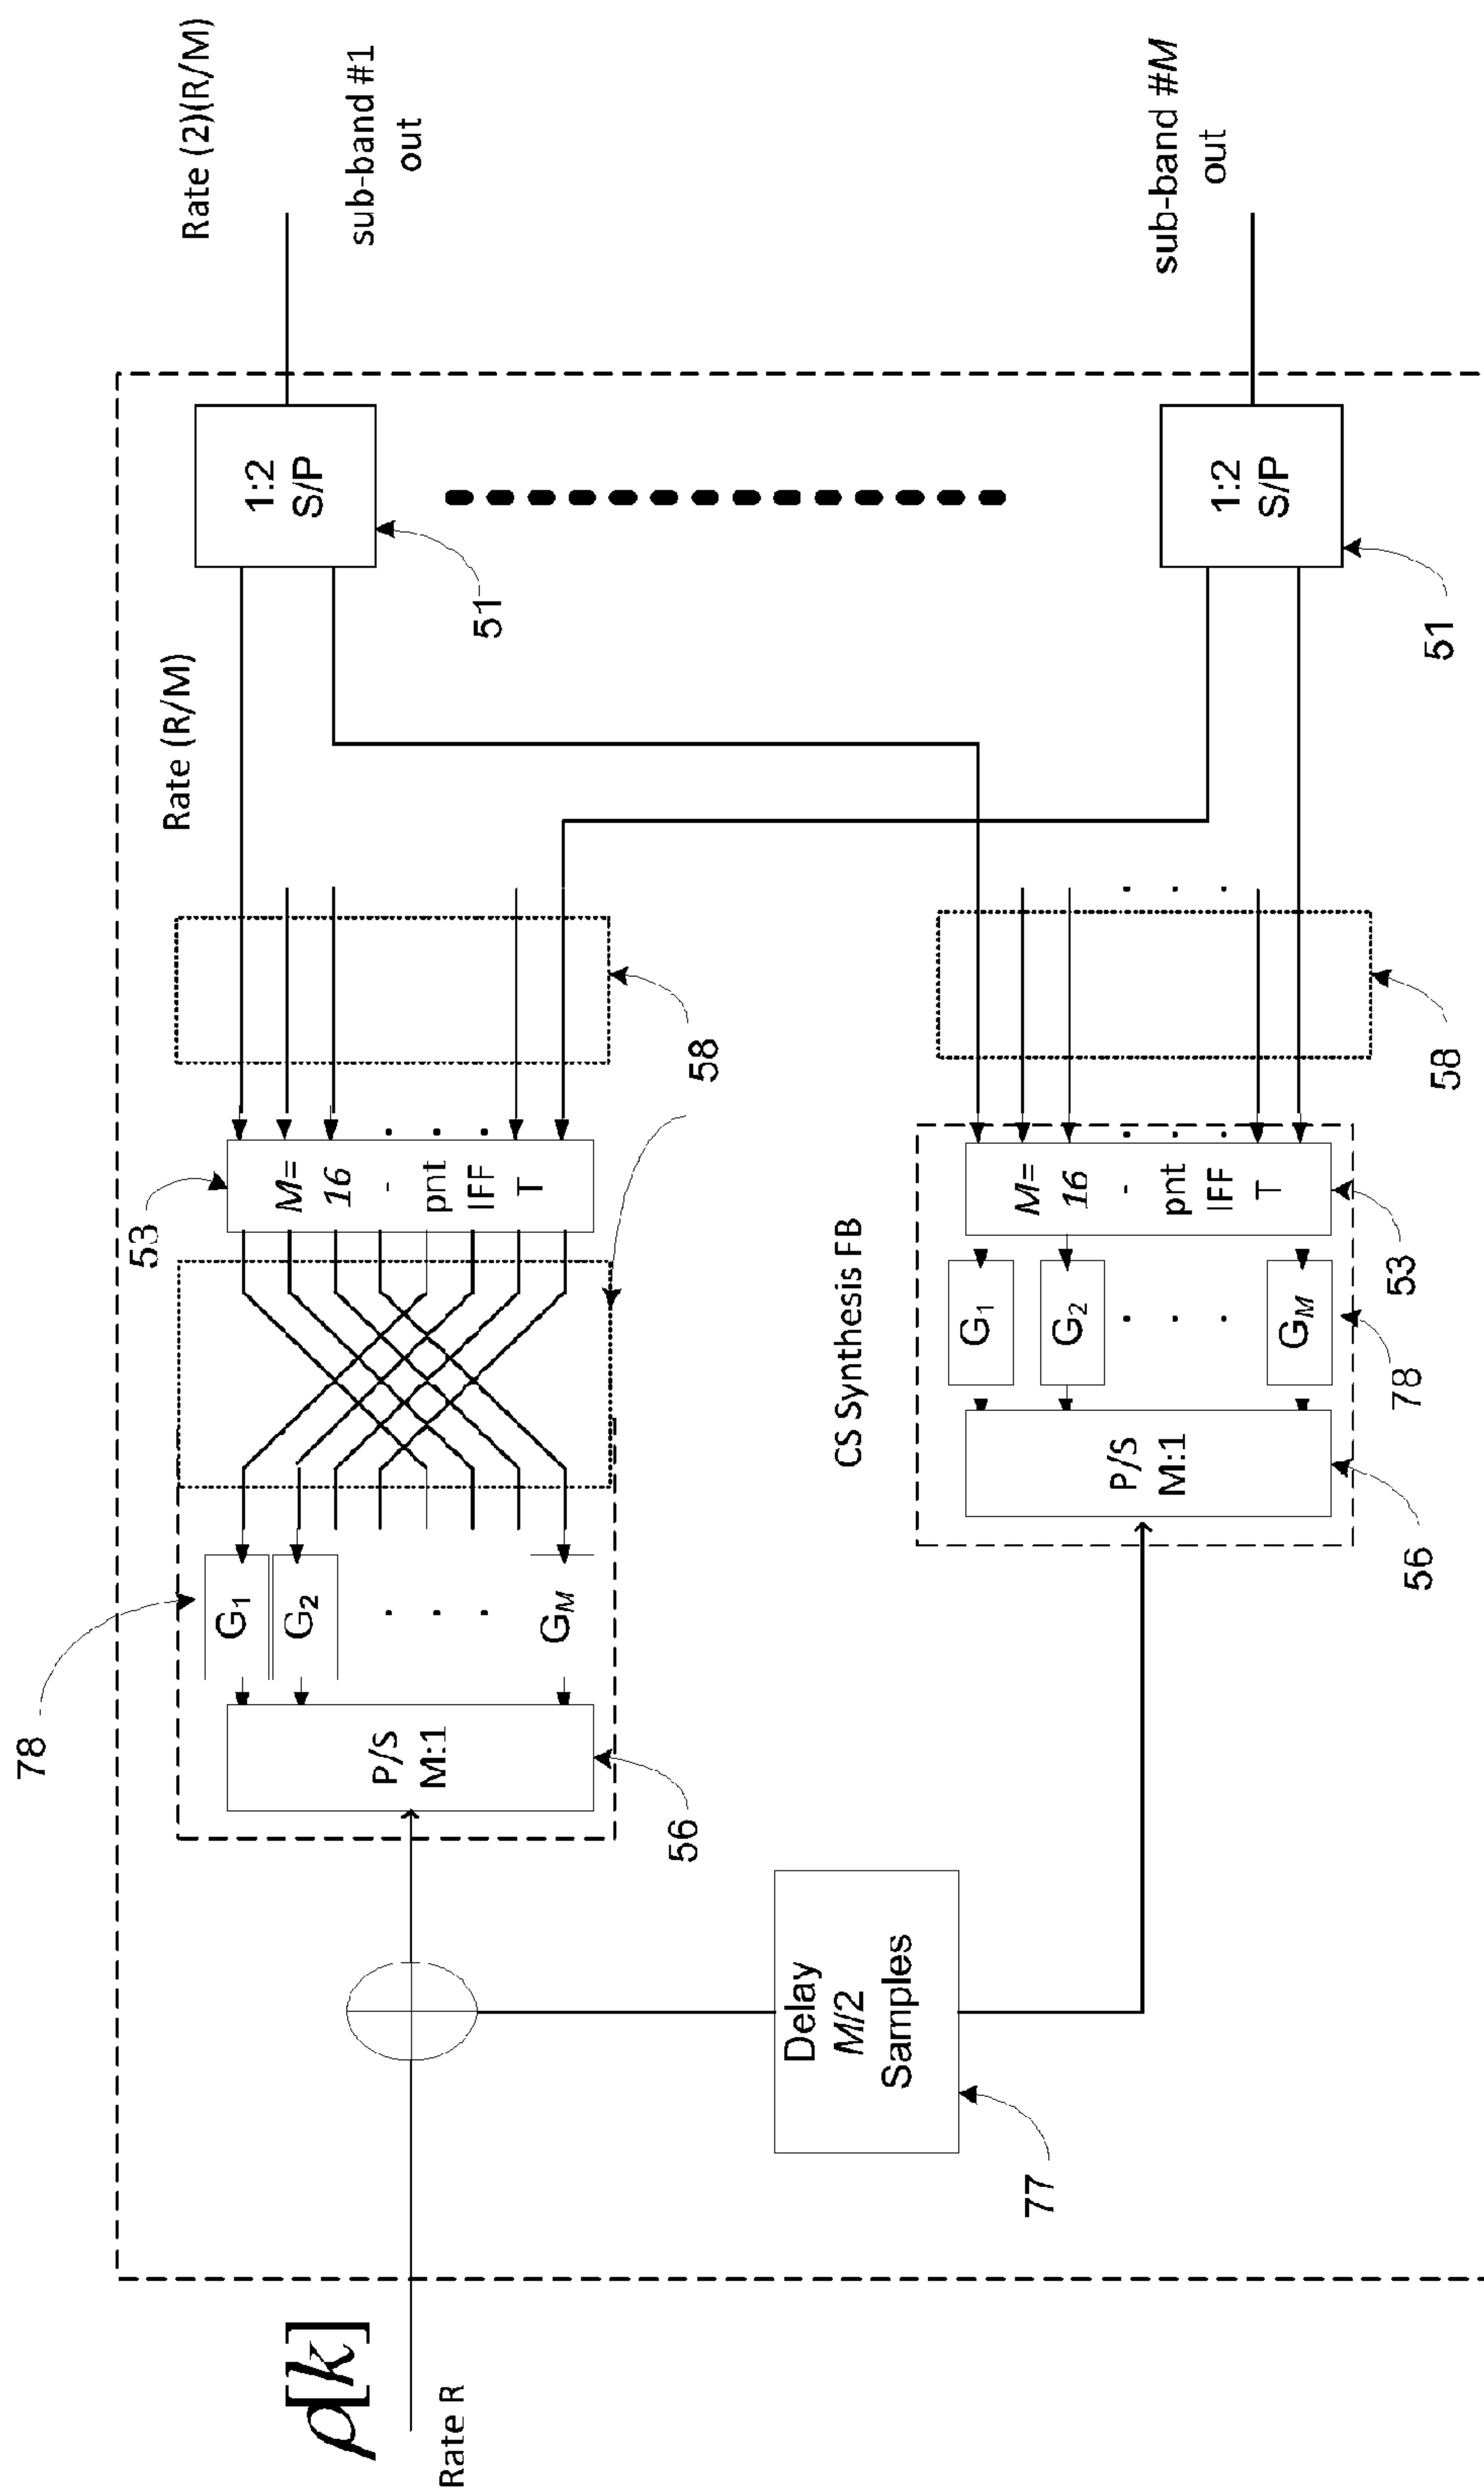 Rate (2)(R/M)
sub-band #1
out
sub-band #M
out
1:2
S/P
51
1:2
S/P
51
Rate (R/M)
58
58
53
M=
16
-
pnt
IFF
T
CS Synthesis FB
M=
16
-
pnt
IFF
T
53
G1
G2
GM
78
P/S
M:1
56
78
G1
G2
GM
P/S
M:1
56
Delay
M/2
Samples
77
ρ[k]
Rate R